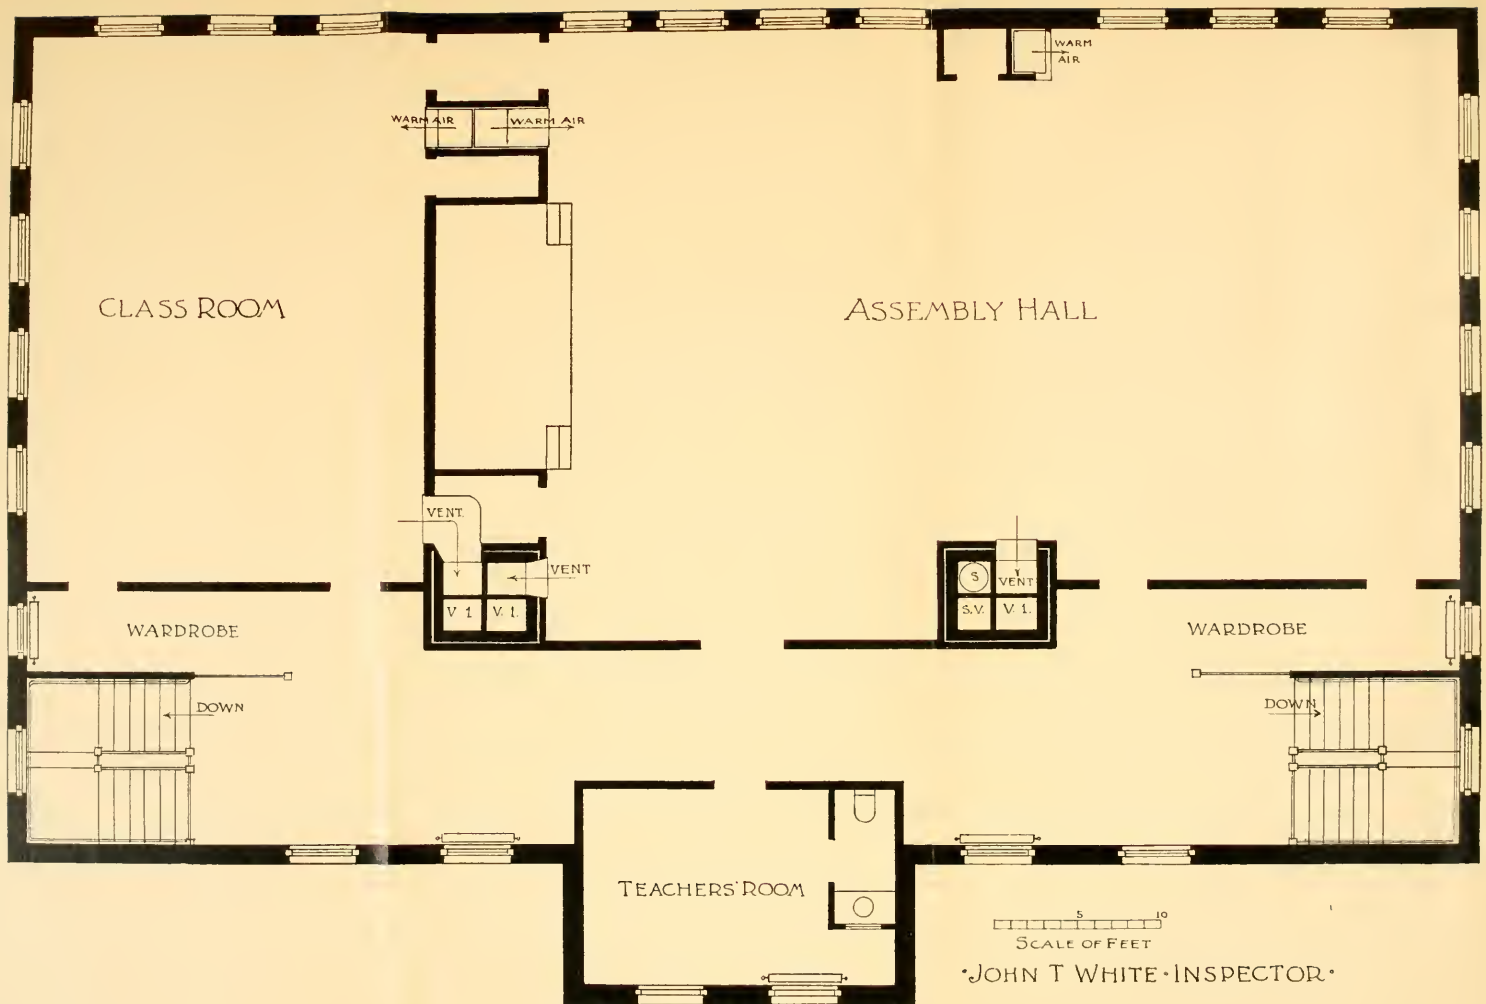 WARM
AIR
WARM AIR
WARM AIR
CLASS ROOM
ASSEMBLY HALL
VENT.
VENT
S
VENT
V 1
V. 1.
S.V.
V 1.
WARDROBE
WARDROBE
DOWN
DOWN
TEACHERS' ROOM
5 10
SCALE OF FEET
·JOHN T WHITE·INSPECTOR·